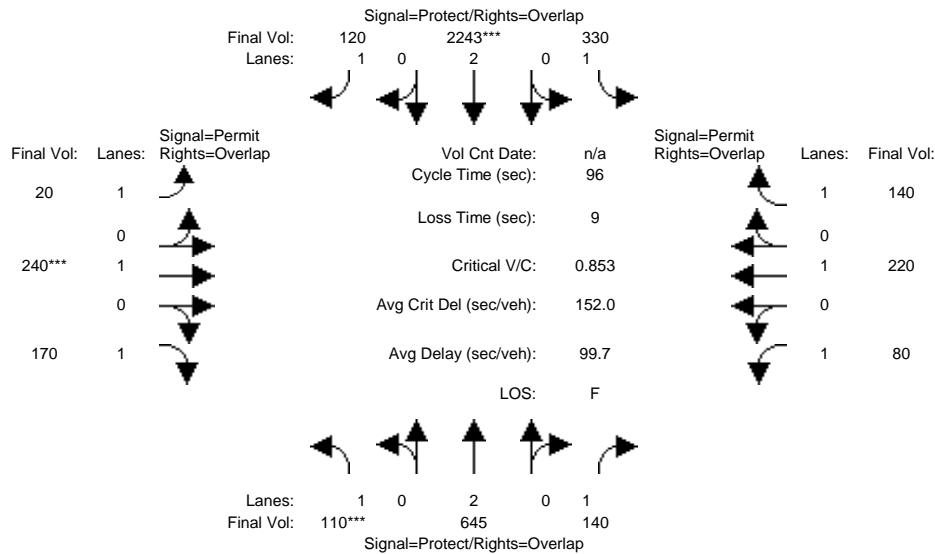 Signal=Protect/Rights=Overlap
Final Vol: 120 2243*** 330
Lanes: 1 0 2 0 1
Signal=Permit Signal=Permit
Final Vol: Lanes: Rights=Overlap Vol Cnt Date: n/a Rights=Overlap Lanes: Final Vol:
Cycle Time (sec): 96
20 1 1 140
Loss Time (sec): 9
0 0
240*** 1 Critical V/C: 0.853 1 220
0 Avg Crit Del (sec/veh): 152.0 0
170 1 Avg Delay (sec/veh): 99.7 1 80
LOS: F
Lanes: 1 0 2 0 1
Final Vol: 110*** 645 140
Signal=Protect/Rights=Overlap